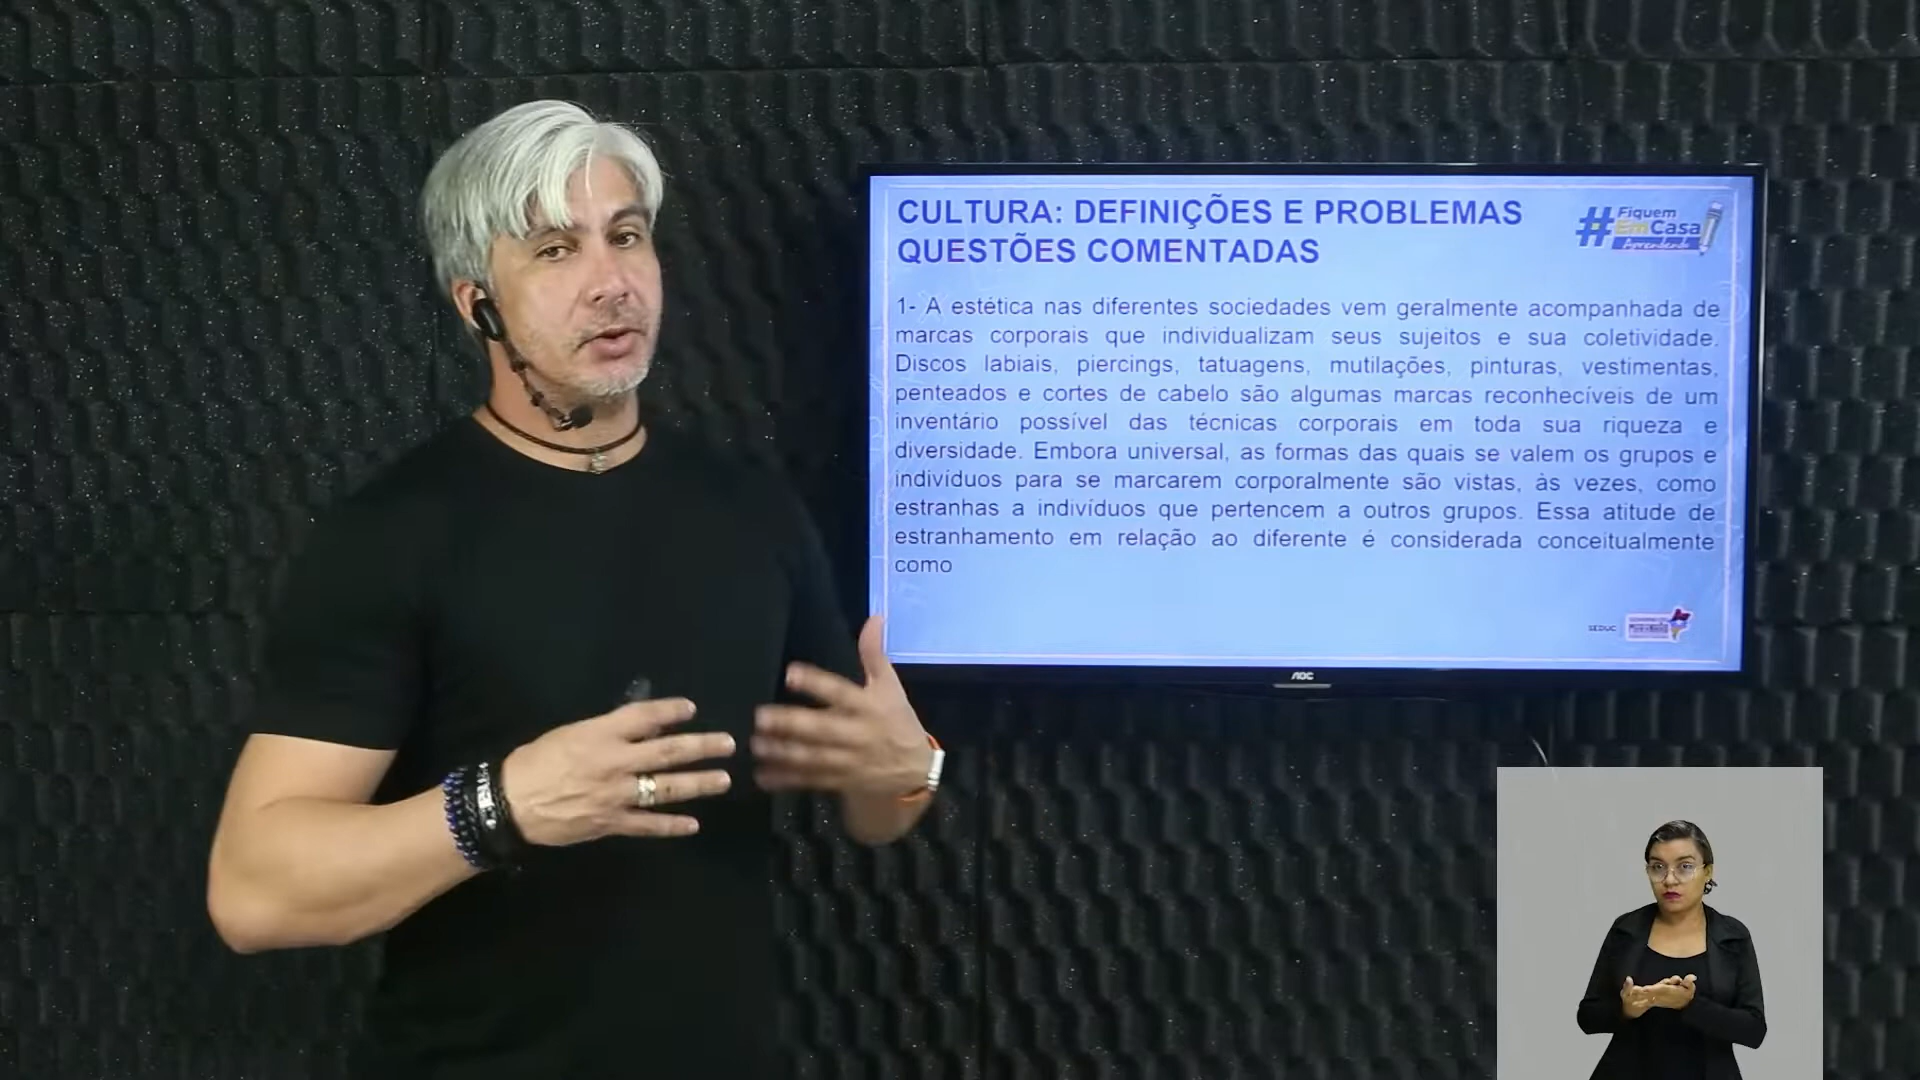 CULTURA: DEFINIÇÕES E PROBLEMAS
QUESTÕES COMENTADAS
#Fiquem
EmCasa
Aprendendo
1- A estética nas diferentes sociedades vem geralmente acompanhada de
marcas corporais que individualizam seus sujeitos e sua coletividade.
Discos labiais, piercings, tatuagens, mutilações, pinturas, vestimentas,
penteados e cortes de cabelo são algumas marcas reconhecíveis de um
inventário possível das técnicas corporais em toda sua riqueza e
diversidade. Embora universal, as formas das quais se valem os grupos e
indivíduos para se marcarem corporalmente são vistas, às vezes, como
estranhas a indivíduos que pertencem a outros grupos. Essa atitude de
estranhamento em relação ao diferente é considerada conceitualmente
como
SEDUC
AOC